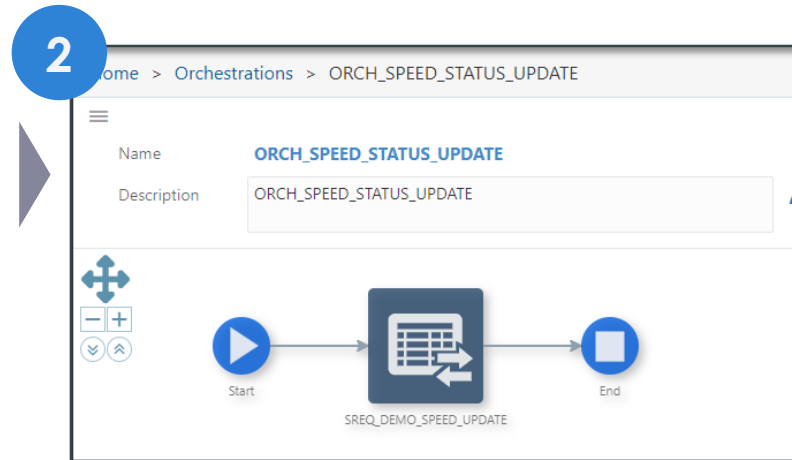 2
ome > Orchestrations > ORCH_SPEED_STATUS_UPDATE
Name ORCH_SPEED_STATUS_UPDATE
Description ORCH_SPEED_STATUS_UPDATE
Start
End
SREQ_DEMO_SPEED_UPDATE